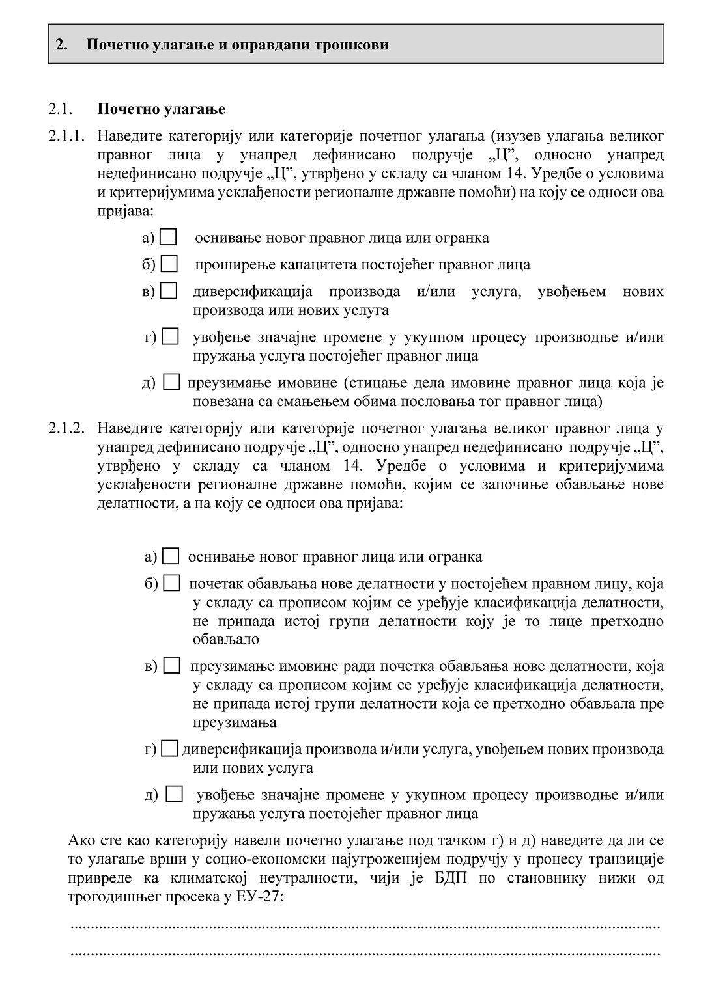 2. Почетно улагање и оправдани трошкови
2.1. Почетно улагање
2.1.1. Наведите категорију или категорије почетног улагања (изузев улагања великог
правног лица у унапред дефинисано подручје „Ц”, односно унапред
недефинисано подручје „Ц”, утврђено у складу са чланом 14. Уредбе о условима
и критеријумима усклађености регионалне државне помоћи) на коју се односи ова
пријава:
а) оснивање новог правног лица или огранка
б) проширење капацитета постојећег правног лица
в) диверсификација производа и/или услуга, увођењем нових
производа или нових услуга
г) увођење значајне промене у укупном процесу производње и/или
пружања услуга постојећег правног лица
д) преузимање имовине (стицање дела имовине правног лица која је
повезана са смањењем обима пословања тог правног лица)
2.1.2. Наведите категорију или категорије почетног улагања великог правног лица у
унапред дефинисано подручје „Ц”, односно унапред недефинисано подручје „Ц”,
утврђено у складу са чланом 14. Уредбе о условима и критеријумима
усклађености регионалне државне помоћи, којим се започиње обављање нове
делатности, а на коју се односи ова пријава:
а) оснивање новог правног лица или огранка
б) почетак обављања нове делатности у постојећем правном лицу, која
у складу са прописом којим се уређује класификација делатности,
не припада истој групи делатности коју је то лице претходно
обављало
в) преузимање имовине ради почетка обављања нове делатности, која
у складу са прописом којим се уређује класификација делатности,
не припада истој групи делатности која се претходно обављала пре
преузимања
г) диверсификација производа и/или услуга, увођењем нових производа
или нових услуга
д) увођење значајне промене у укупном процесу производње и/или
пружања услуга постојећег правног лица
Ако сте као категорију навели почетно улагање под тачком г) и д) наведите да ли се
то улагање врши у социо-економски најугроженијем подручју у процесу транзиције
привреде ка климатској неутралности, чији је БДП по становнику нижи од
трогодишњег просека у ЕУ-27: